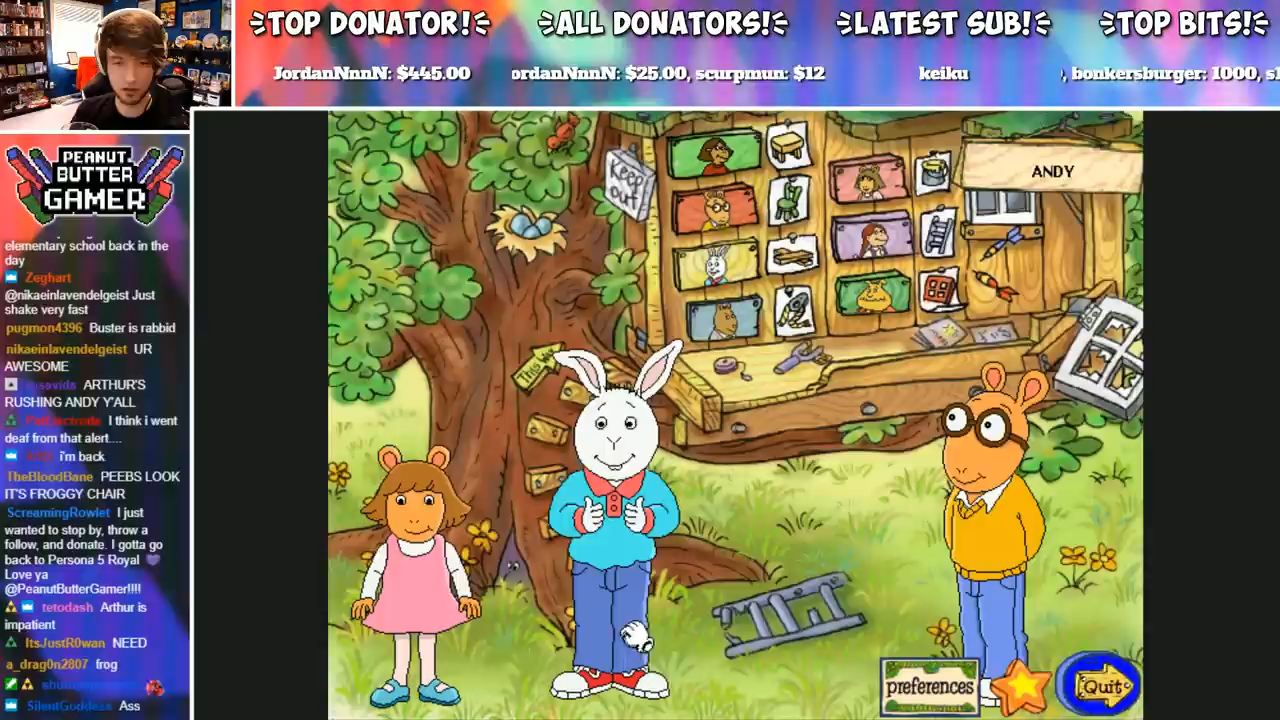 TOP DONATOR!
ALL DONATORS!
LATEST SUB!
TOP BITS!
JordanNnnN: $445.00
ordanNnnN: $25.00, scurpmun: $12
keiku
, bonkersburger: 1000, s
PEANUT
BUTTER
GAMER
elementary school back in the
day
Zeghart
@nikaeinlavendelgeist Just
shake very fast
pugmon4396 Buster is rabbid
nikaeinlavendelgeist UR
AWESOME
ARTHUR'S
RUSHING ANDY Y'ALL
I think i went
deaf from that alert....
i'm back
TheBloodBane PEEBS LOOK
IT'S FROGGY CHAIR
ScreamingRowlet I just
wanted to stop by, throw a
follow, and donate. I gotta go
back to Persona 5 Royal
Love ya
@PeanutButterGamer!!!!
tetodash Arthur is
impatient
ItsJustR0wan NEED
a_drag0n2807 frog
SilentGoddess Ass
Keep
out!
ANDY
This
preferences
Quit